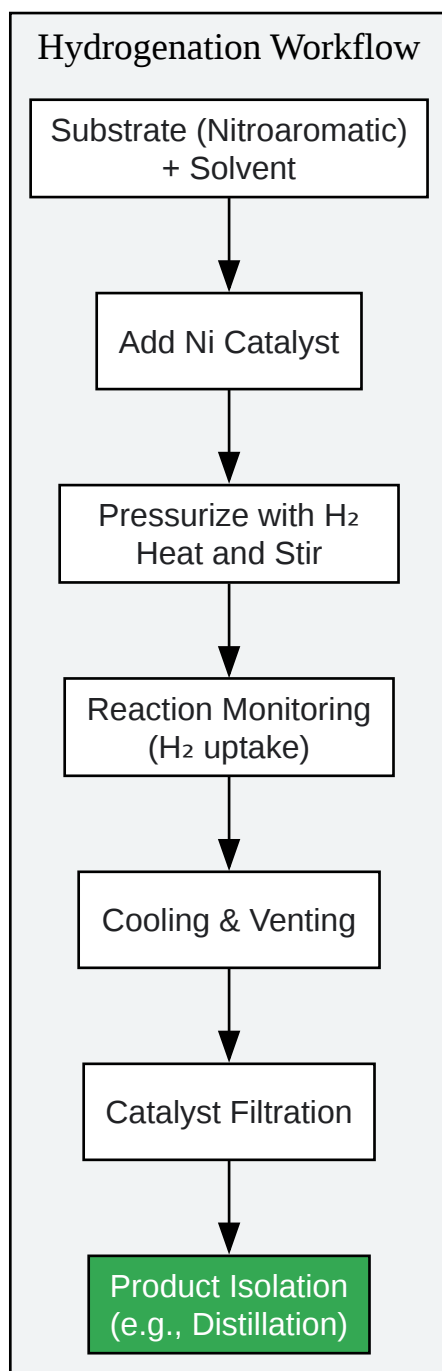 Hydrogenation Workflow
Substrate (Nitroaromatic)
+ Solvent
Add Ni Catalyst
Pressurize with H₂
Heat and Stir
Reaction Monitoring
(H₂ uptake)
Cooling & Venting
Catalyst Filtration
Product Isolation
(e.g., Distillation)